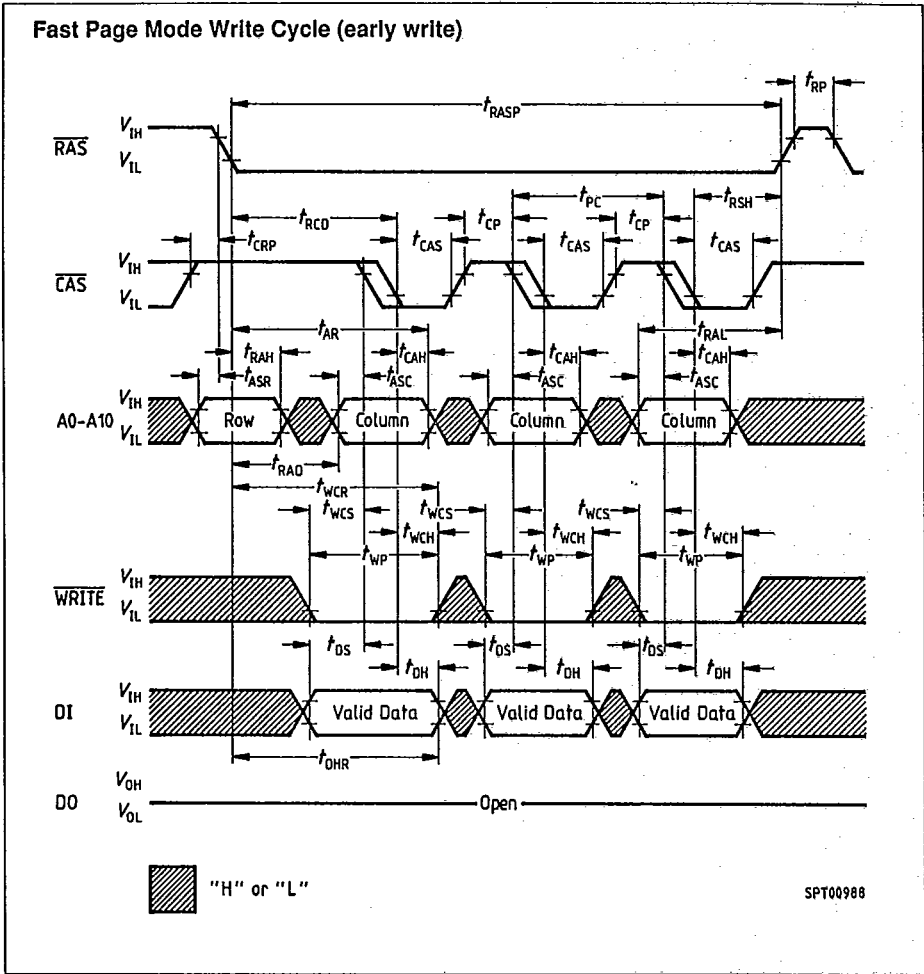 Fast Page Mode Write Cycle (early write)
tRP
tRASP
RAS
VIH
VIL
tRCD tCP tPC tCP tRSH
tCRP tCAS tCAS tCAS
CAS
VIH
VIL
tAR tRAL
tRAH tCAH tCAH tCAH
tASR tASC tASC tASC
A0-A10
VIH
VIL
Row Column Column Column
tRAD
tWCR
tWCS tWCS tWCS
tWCH tWCH tWCH
tWP tWP tWP
WRITE
VIH
VIL
tDS tDS tDS
tDH tDH tDH
DI
VIH
VIL
Valid Data Valid Data Valid Data
tDHR
DO
VOH
VOL
Open
"H" or "L"
SPT00988